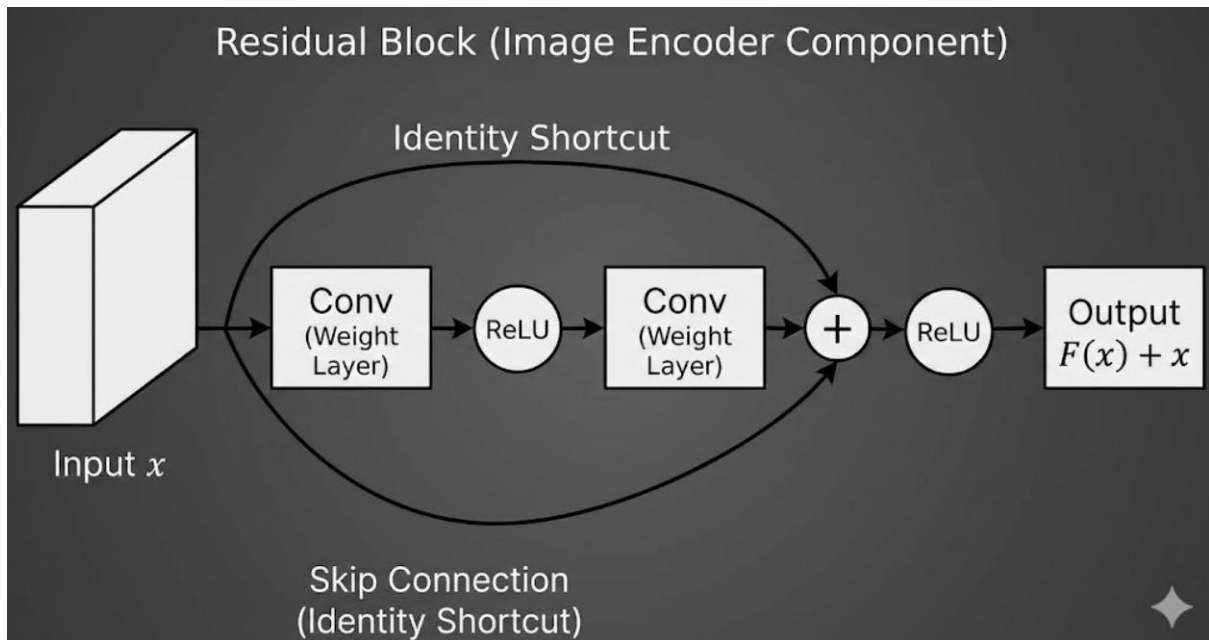 Residual Block (Image Encoder Component)
Identity Shortcut
Conv
(Weight
Layer)
ReLU
Conv
(Weight
Layer)
+
ReLU
Output
F(x) + x
Input x
Skip Connection
(Identity Shortcut)